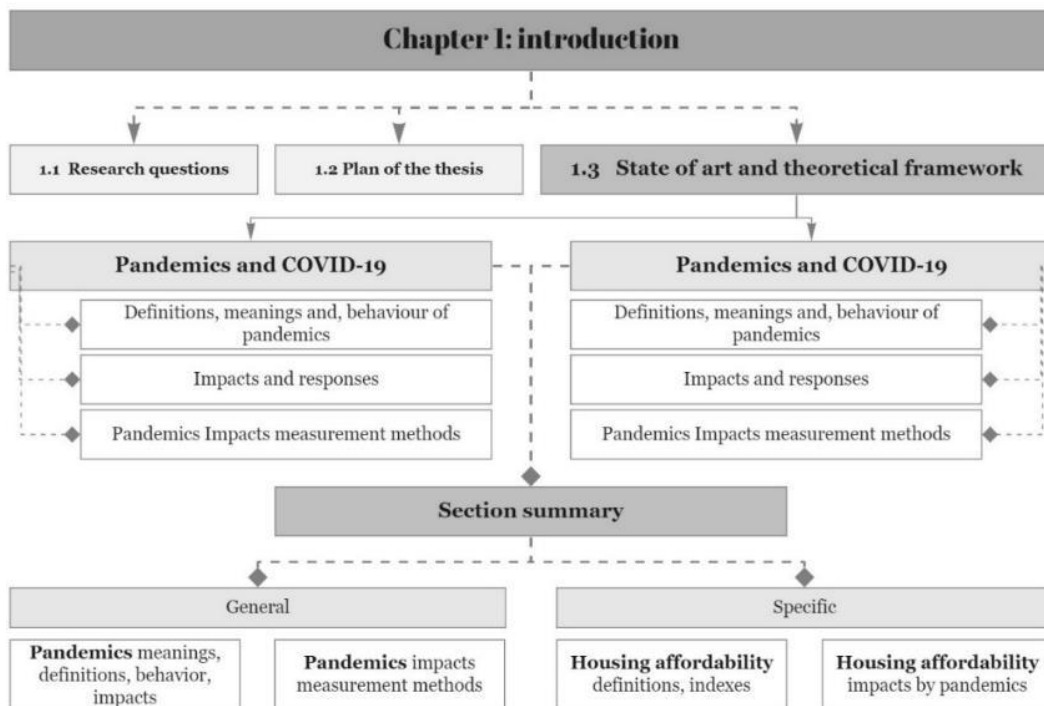 Chapter 1: introduction
1.1 Research questions
1.2 Plan of the thesis
1.3 State of art and theoretical framework
Pandemics and COVID-19
Definitions, meanings and, behaviour of
pandemics
Impacts and responses
Pandemics Impacts measurement methods
Pandemics and COVID-19
Definitions, meanings and, behaviour of
pandemics
Impacts and responses
Pandemics Impacts measurement methods
Section summary
General
Pandemics meanings,
definitions, behavior,
impacts
Pandemics impacts
measurement methods
Specific
Housing affordability
definitions, indexes
Housing affordability
impacts by pandemics